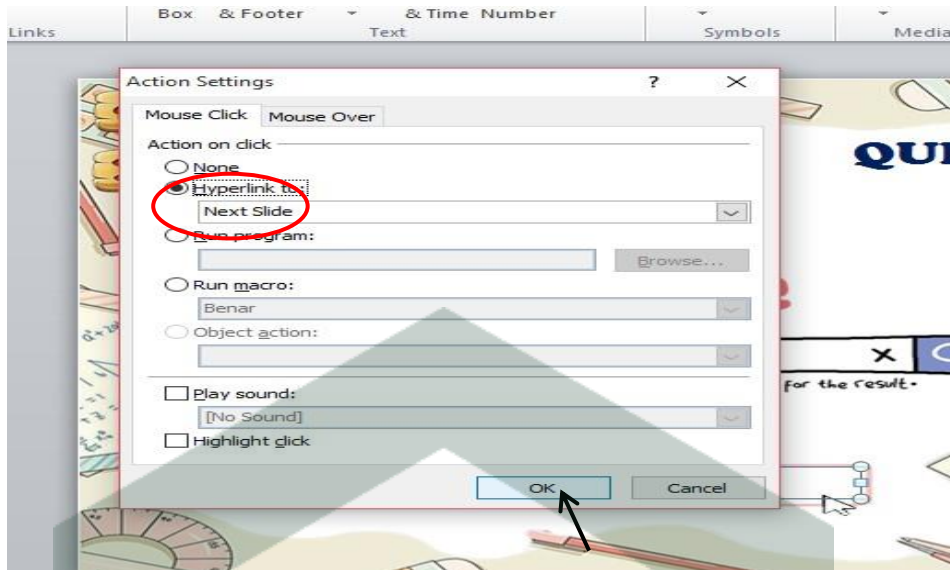 Box & Footer & Time Number
Links Text Symbols Media
Action Settings ?
Mouse Click Mouse Over
Action on click
None
Hyperlink to:
Next Slide
Run program:
Browse...
Run macro:
Benar
Object action:
Play sound:
[No Sound]
Highlight click
OK Cancel
QUI
for the result.